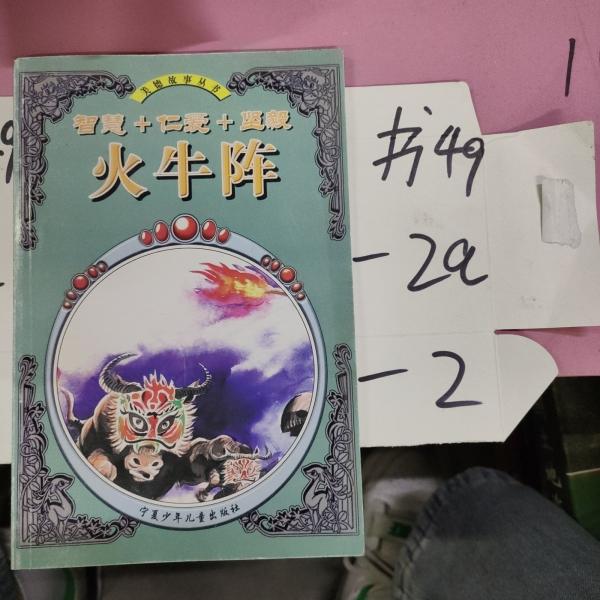 美德故事丛书
智慧+仁爱+坚毅
火牛阵
宁夏少年儿童出版社
书49
-2a
-2